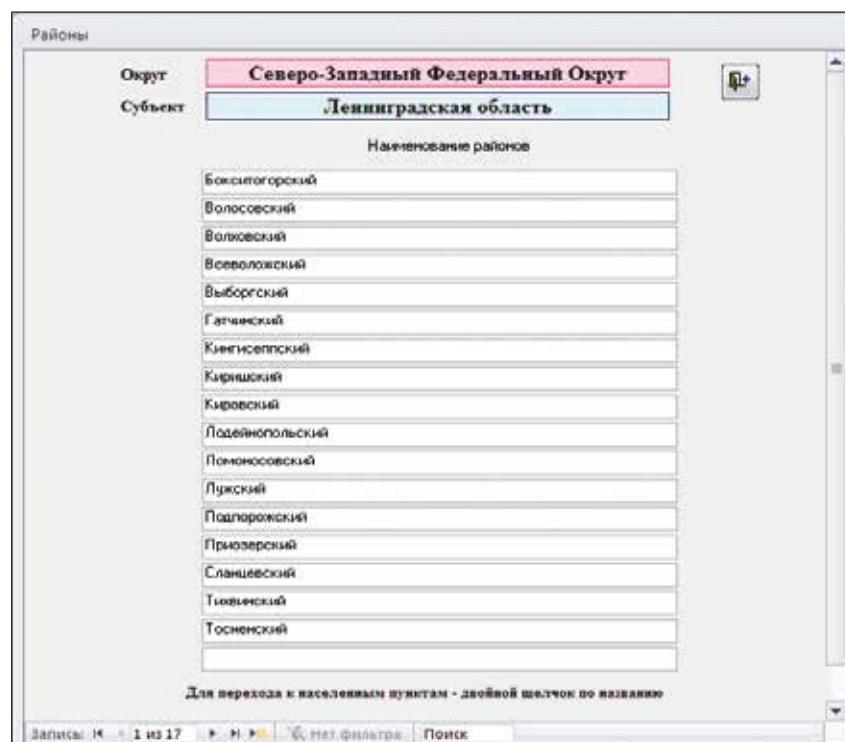 Районы
Округ Северо-Западный Федеральный Округ
Субъект Ленинградская область
Наименование районов
Бокситогорский
Волосовский
Волховский
Всеволожский
Выборгский
Гатчинский
Кингисеппский
Киришский
Кировский
Лодейнопольский
Ломоносовский
Лужский
Подпорожский
Приозерский
Сланцевский
Тихвинский
Тосненский
Для перехода к населенным пунктам - двойной щелчок по названию
Запись: 1 из 17 Нет фильтра Поиск